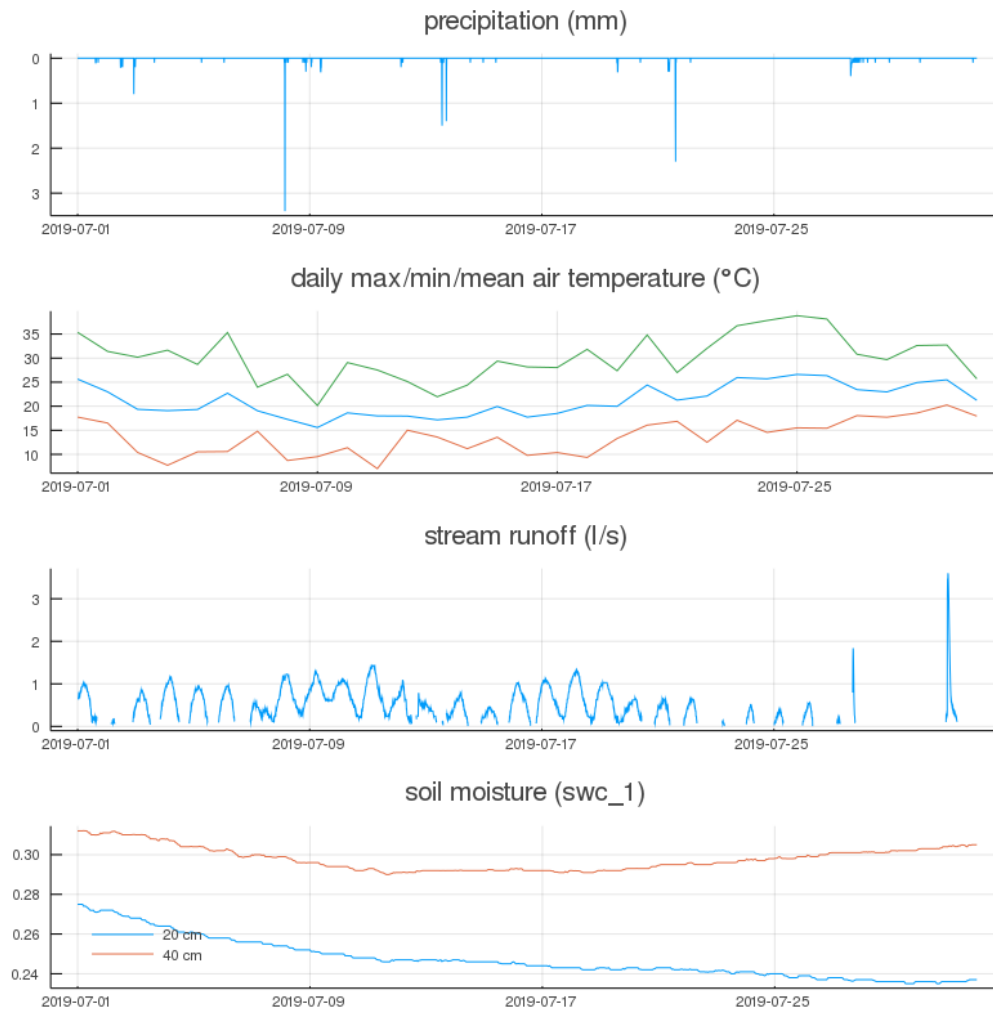 precipitation (mm)
0
1
2
3
2019-07-01 2019-07-09 2019-07-17 2019-07-25
daily max/min/mean air temperature (°C)
35
30
25
20
15
10
2019-07-01 2019-07-09 2019-07-17 2019-07-25
stream runoff (l/s)
3
2
1
0
2019-07-01 2019-07-09 2019-07-17 2019-07-25
soil moisture (swc_1)
0.30
0.28
0.26
0.24
20 cm
40 cm
2019-07-01 2019-07-09 2019-07-17 2019-07-25